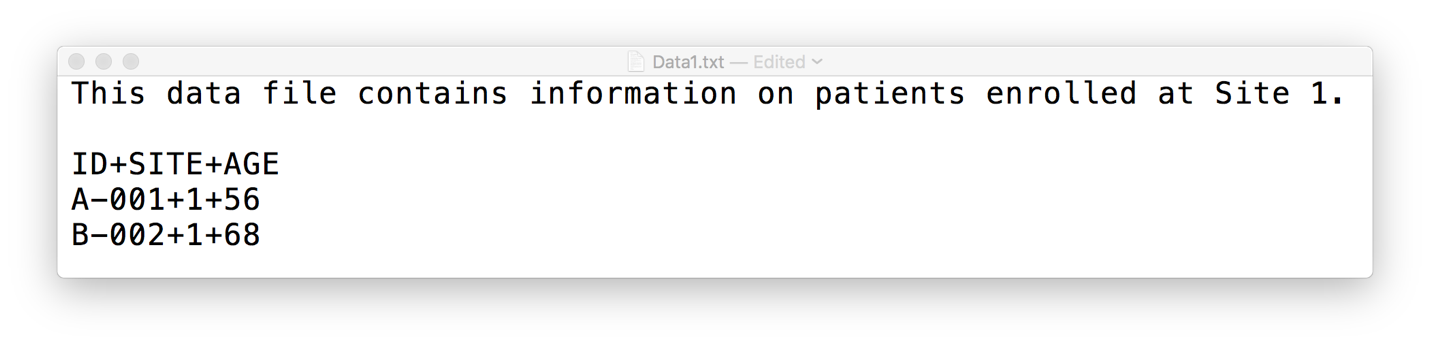 Data1.txt — Edited
This data file contains information on patients enrolled at Site 1.
ID+SITE+AGE
A-001+1+56
B-002+1+68